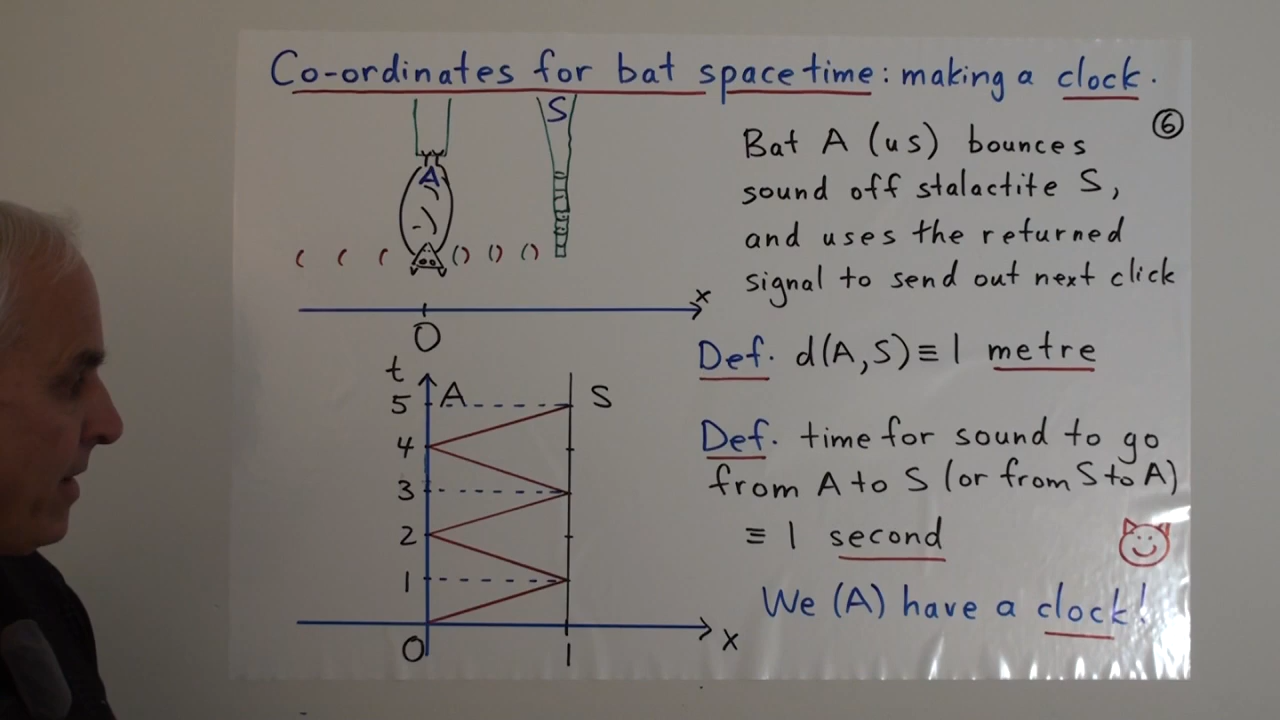 Co-ordinates for bat spacetime: making a clock.
6
S
A
x
0
Bat A (us) bounces
sound off stalactite S,
and uses the returned
signal to send out next click
Def. d(A,S) ≡ 1 metre
Def. time for sound to go
from A to S (or from S to A)
≡ 1 second
We (A) have a clock!
t
5 A S
4
3
2
1
0 1 x